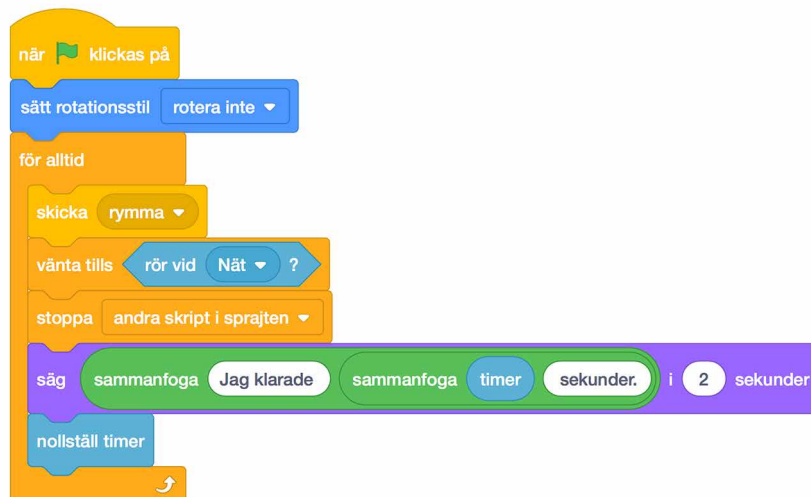 när klickas på
sätt rotationsstil rotera inte
för alltid
skicka rymma
vänta tills rör vid Nät ?
stoppa andra skript i sprajten
säg sammanfoga Jag klarade sammanfoga timer sekunder. i 2 sekunder
nollställ timer